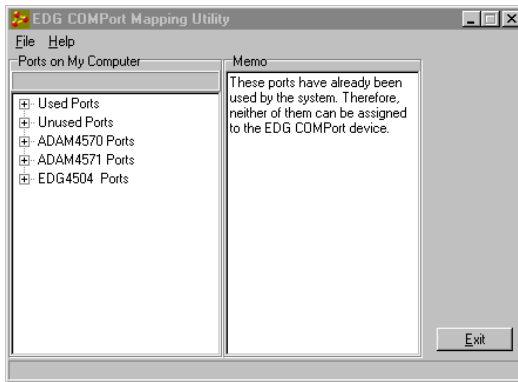 EDG COMPort Mapping Utility
File Help
Ports on My Computer
Used Ports
Unused Ports
ADAM4570 Ports
ADAM4571 Ports
EDG4504 Ports
Memo
These ports have already been
used by the system. Therefore,
neither of them can be assigned
to the EDG COMPort device.
Exit